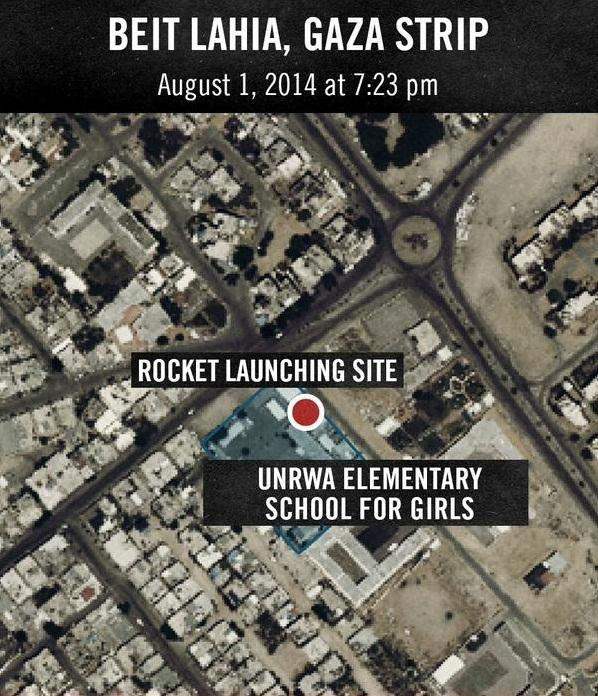 BEIT LAHIA, GAZA STRIP
August 1, 2014 at 7:23 pm
ROCKET LAUNCHING SITE
UNRWA ELEMENTARY
SCHOOL FOR GIRLS